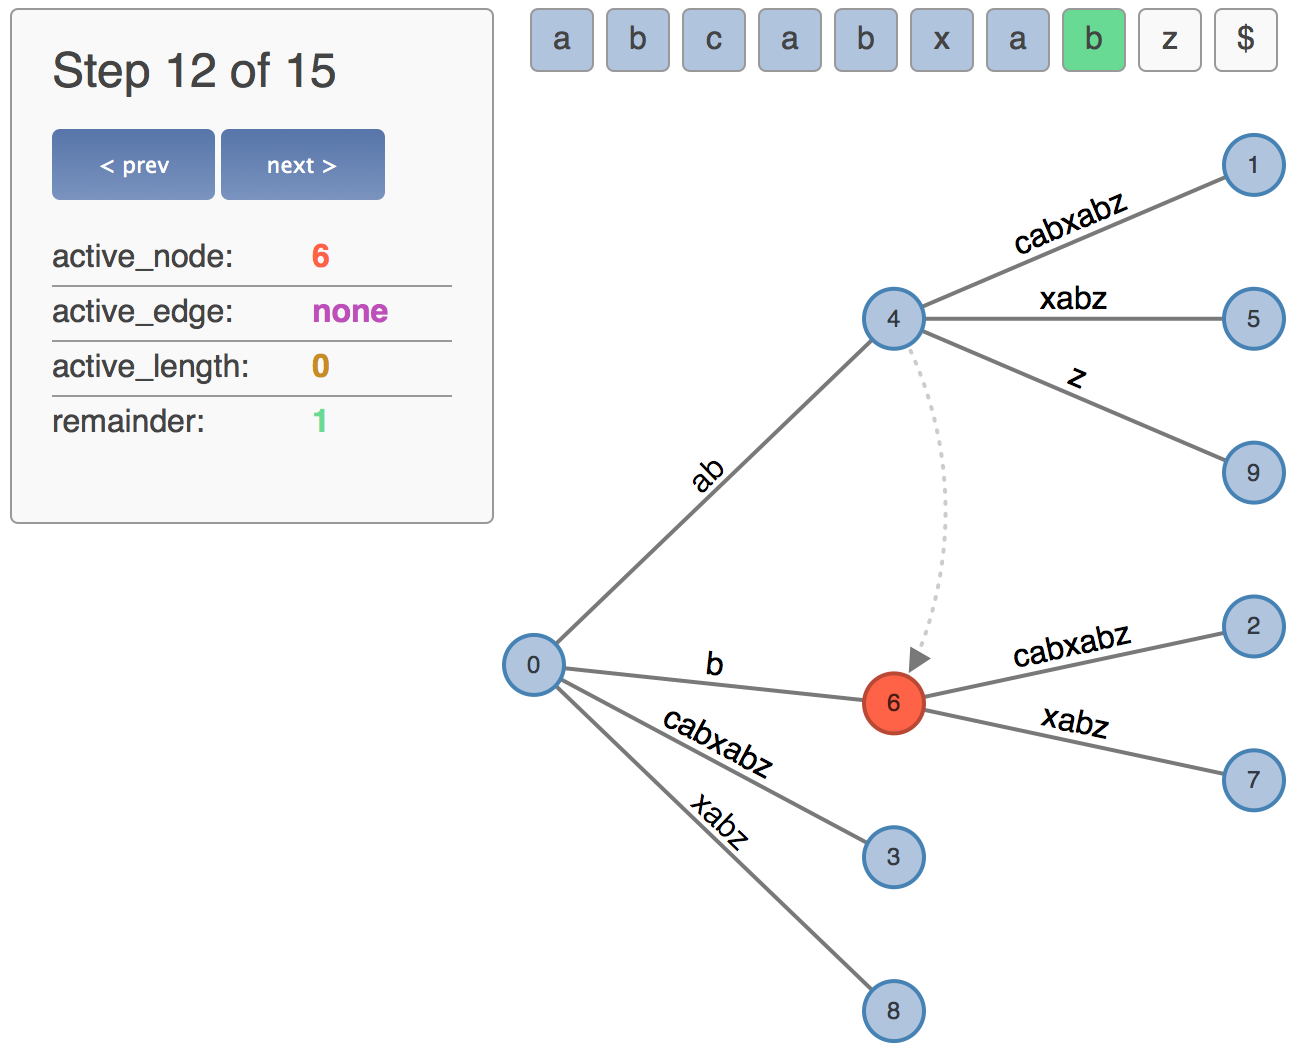 Step 12 of 15
< prev
next >
active_node: 6
active_edge: none
active_length: 0
remainder: 1
a b c a b x a b z $
1
cabxabz
4
xabz
5
z
9
ab
0
b
6
cabxabz
2
xabz
7
cabxabz
3
xabz
8